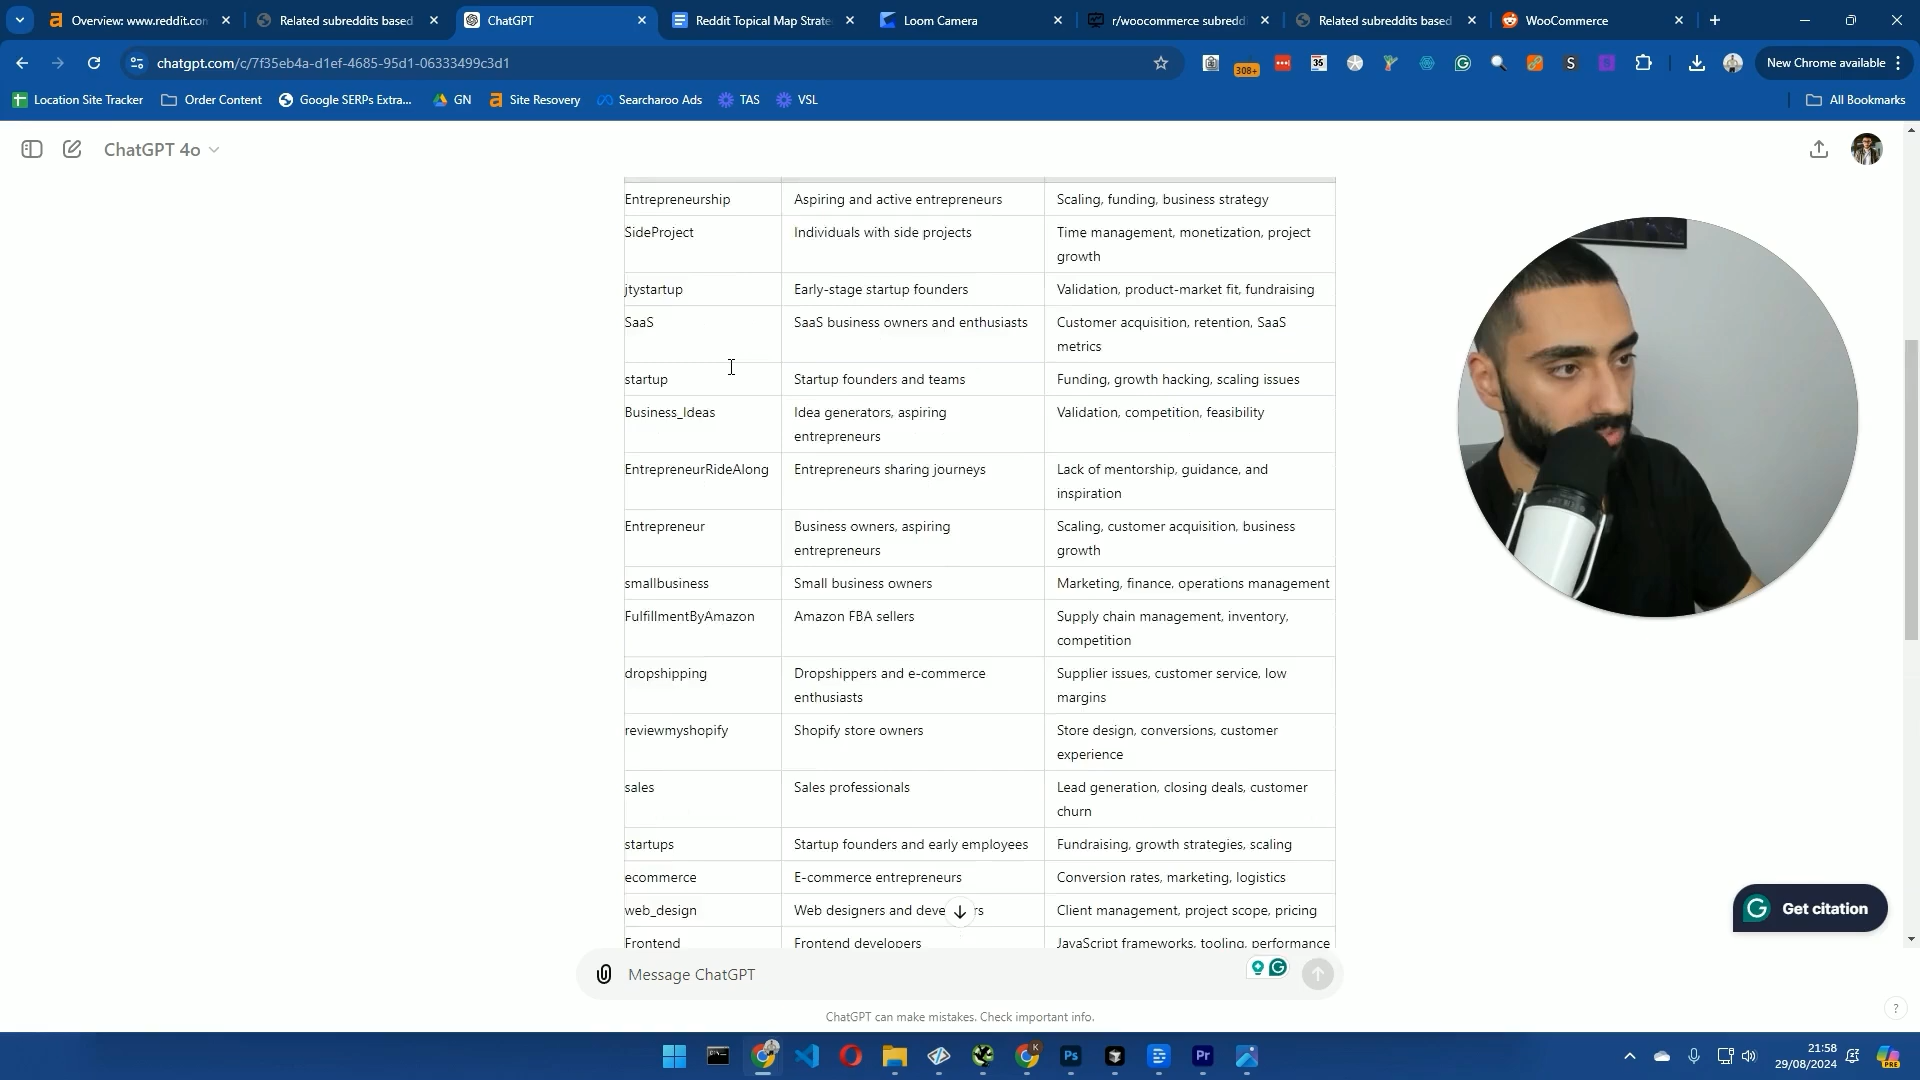 Overview: www.reddit.con
Related subreddits based
ChatGPT
Reddit Topical Map Strate
Loom Camera
r/woocommerce subreddi
Related subreddits based
WooCommerce
chatgpt.com/c/7f35eb4a-d1ef-4685-95d1-06333499c3d1
308+
35
S
New Chrome available
Location Site Tracker
Order Content
Google SERPs Extra...
GN
Site Recovery
Searcharoo Ads
TAS
VSL
All Bookmarks
ChatGPT 4o
Entrepreneurship Aspiring and active entrepreneurs Scaling, funding, business strategy
SideProject Individuals with side projects Time management, monetization, project
growth
jtystartup Early-stage startup founders Validation, product-market fit, fundraising
SaaS SaaS business owners and enthusiasts Customer acquisition, retention, SaaS
metrics
startup Startup founders and teams Funding, growth hacking, scaling issues
Business_Ideas Idea generators, aspiring Validation, competition, feasibility
entrepreneurs
EntrepreneurRideAlong Entrepreneurs sharing journeys Lack of mentorship, guidance, and
inspiration
Entrepreneur Business owners, aspiring Scaling, customer acquisition, business
entrepreneurs growth
smallbusiness Small business owners Marketing, finance, operations management
FulfillmentByAmazon Amazon FBA sellers Supply chain management, inventory,
competition
dropshipping Dropshippers and e-commerce Supplier issues, customer service, low
enthusiasts margins
reviewmyshopify Shopify store owners Store design, conversions, customer
experience
sales Sales professionals Lead generation, closing deals, customer
churn
startups Startup founders and early employees Fundraising, growth strategies, scaling
ecommerce E-commerce entrepreneurs Conversion rates, marketing, logistics
web_design Web designers and deve rs Client management, project scope, pricing
Frontend Frontend developers JavaScript frameworks, tooling, performance
Get citation
Message ChatGPT
ChatGPT can make mistakes. Check important info.
?
K
Ps
Pr
21:58
29/08/2024
PRE